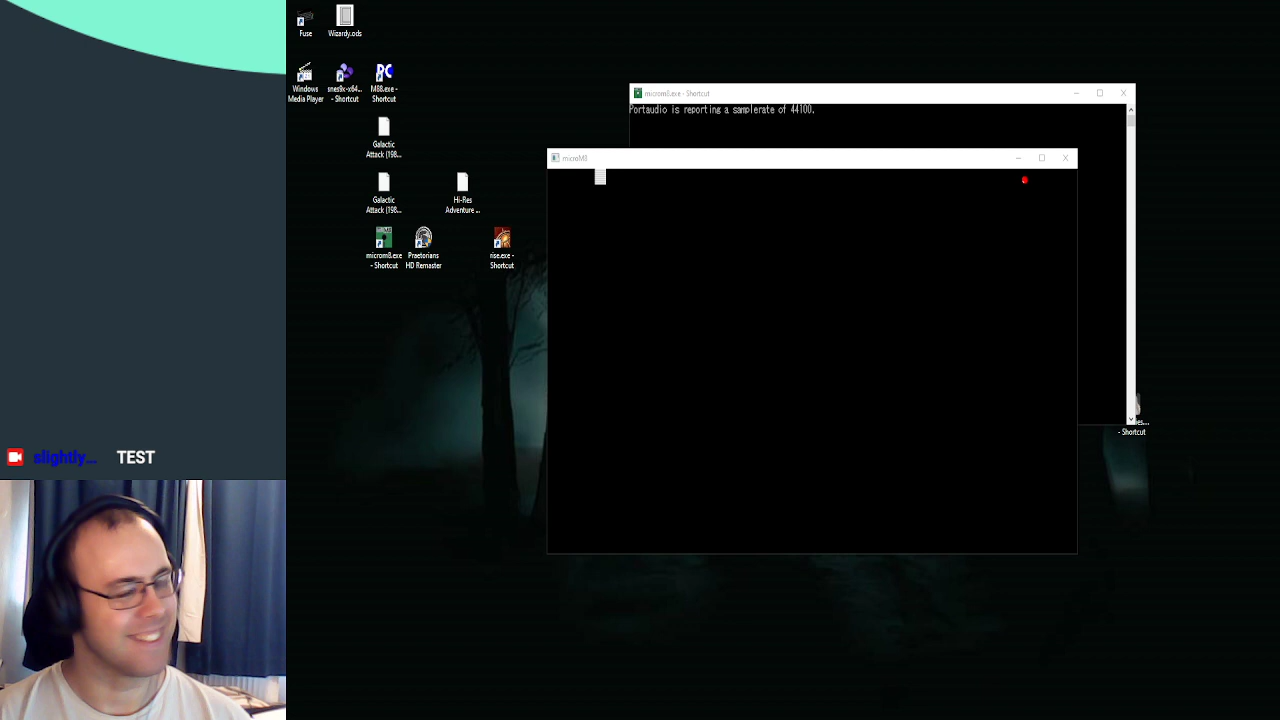 Fuse
Wizardy.ods
Windows
Media Player
snes9x-x64...
- Shortcut
M88.exe -
Shortcut
Galactic
Attack (198...
Galactic
Attack (198...
Hi-Res
Adventure ...
microm8.exe
- Shortcut
Praetorians
HD Remaster
rise.exe -
Shortcut
microm8.exe - Shortcut
Portaudio is reporting a samplerate of 44100.
microM8
- Shortcut
slightly...
TEST